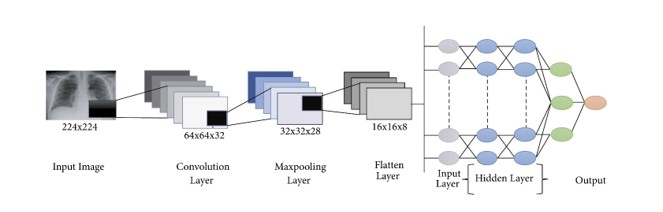 224x224
64x64x32
32x32x28
16x16x8
Input Image
Convolution
Layer
Maxpooling
Layer
Flatten
Layer
Input
Layer
Hidden Layer
Output